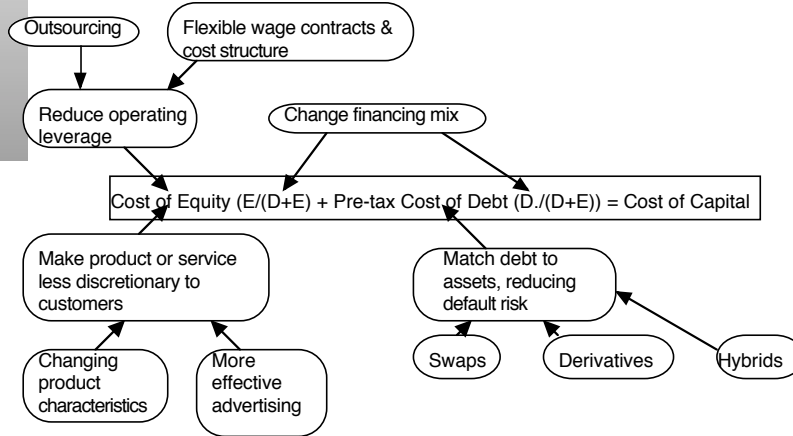 Outsourcing
Flexible wage contracts &
cost structure
Reduce operating
leverage
Change financing mix
Cost of Equity (E/(D+E) + Pre-tax Cost of Debt (D./(D+E)) = Cost of Capital
Make product or service
less discretionary to
customers
Match debt to
assets, reducing
default risk
Changing
product
characteristics
More
effective
advertising
Swaps
Derivatives
Hybrids